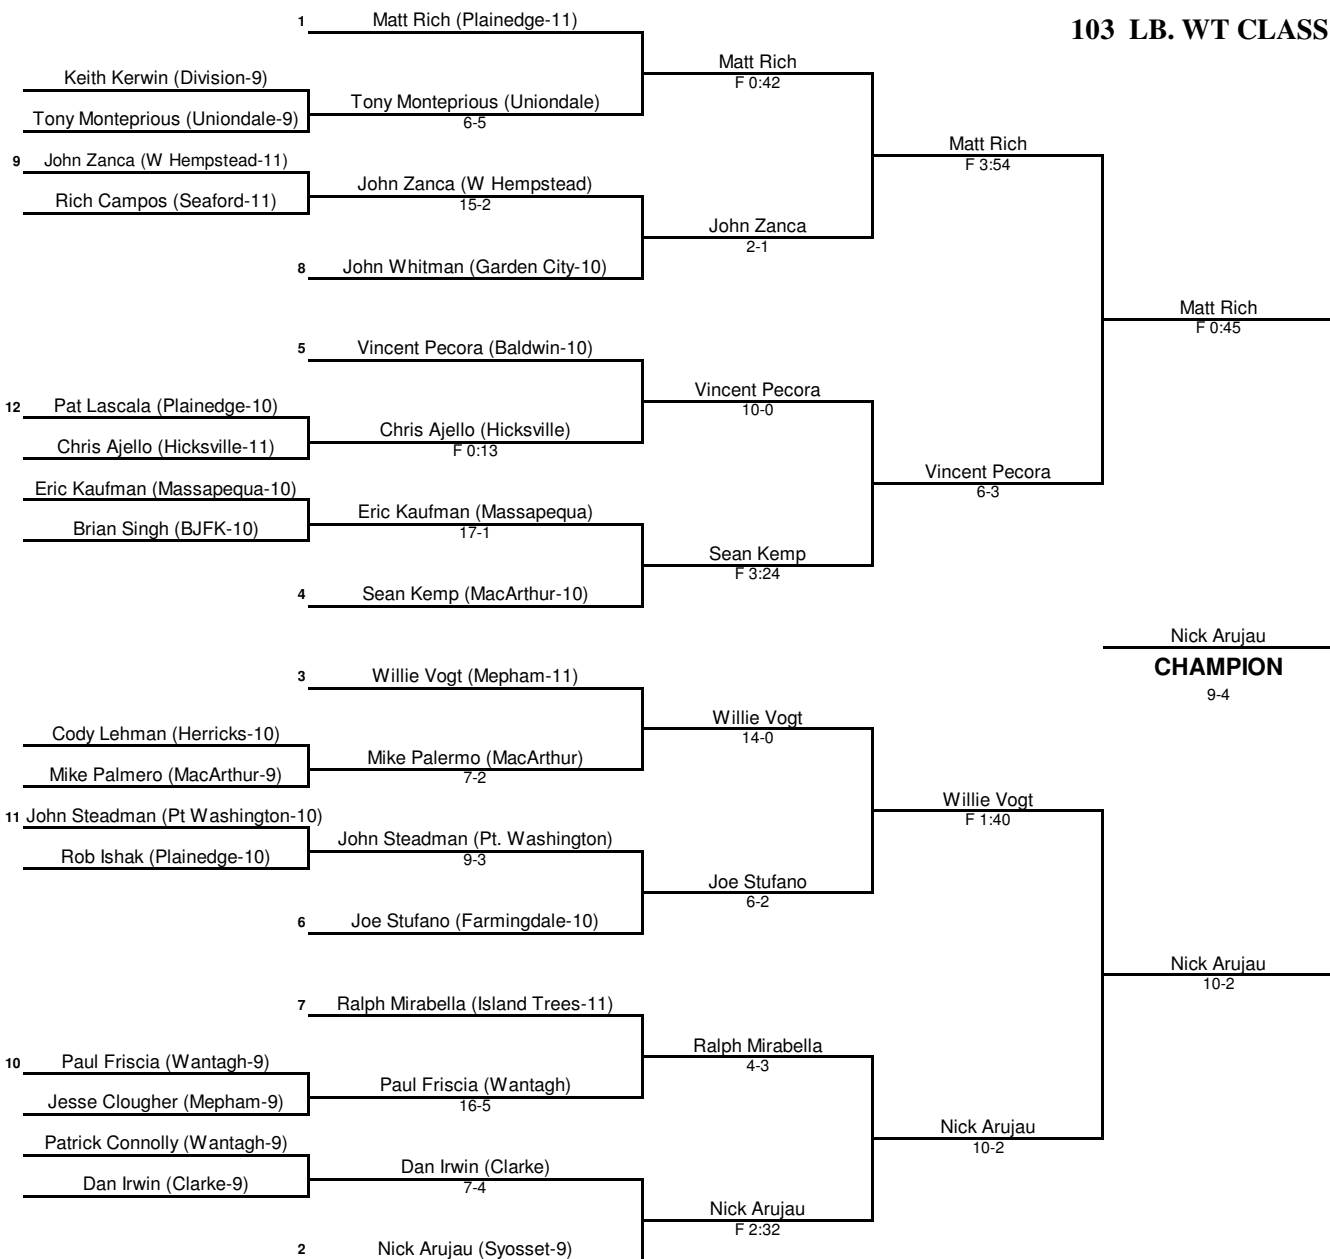 103 LB. WT CLASS
1 Matt Rich (Plainedge-11)
Matt Rich
F 0:42
Keith Kerwin (Division-9)
Tony Monteprious (Uniondale)
6-5
Tony Monteprious (Uniondale-9)
Matt Rich
F 3:54
9 John Zanca (W Hempstead-11)
John Zanca (W Hempstead)
15-2
Rich Campos (Seaford-11)
John Zanca
2-1
8 John Whitman (Garden City-10)
Matt Rich
F 0:45
5 Vincent Pecora (Baldwin-10)
Vincent Pecora
10-0
12 Pat Lascala (Plainedge-10)
Chris Ajello (Hicksville)
F 0:13
Chris Ajello (Hicksville-11)
Vincent Pecora
6-3
Eric Kaufman (Massapequa-10)
Eric Kaufman (Massapequa)
17-1
Brian Singh (BJFK-10)
Sean Kemp
F 3:24
4 Sean Kemp (MacArthur-10)
Nick Arujau
CHAMPION
9-4
3 Willie Vogt (Mepham-11)
Willie Vogt
14-0
Cody Lehman (Herricks-10)
Mike Palermo (MacArthur)
7-2
Mike Palmero (MacArthur-9)
Willie Vogt
F 1:40
11 John Steadman (Pt Washington-10)
John Steadman (Pt. Washington)
9-3
Rob Ishak (Plainedge-10)
Joe Stufano
6-2
6 Joe Stufano (Farmingdale-10)
Nick Arujau
10-2
7 Ralph Mirabella (Island Trees-11)
Ralph Mirabella
4-3
10 Paul Friscia (Wantagh-9)
Paul Friscia (Wantagh)
16-5
Jesse Clougher (Mepham-9)
Nick Arujau
10-2
Patrick Connolly (Wantagh-9)
Dan Irwin (Clarke)
7-4
Dan Irwin (Clarke-9)
Nick Arujau
F 2:32
2 Nick Arujau (Syosset-9)